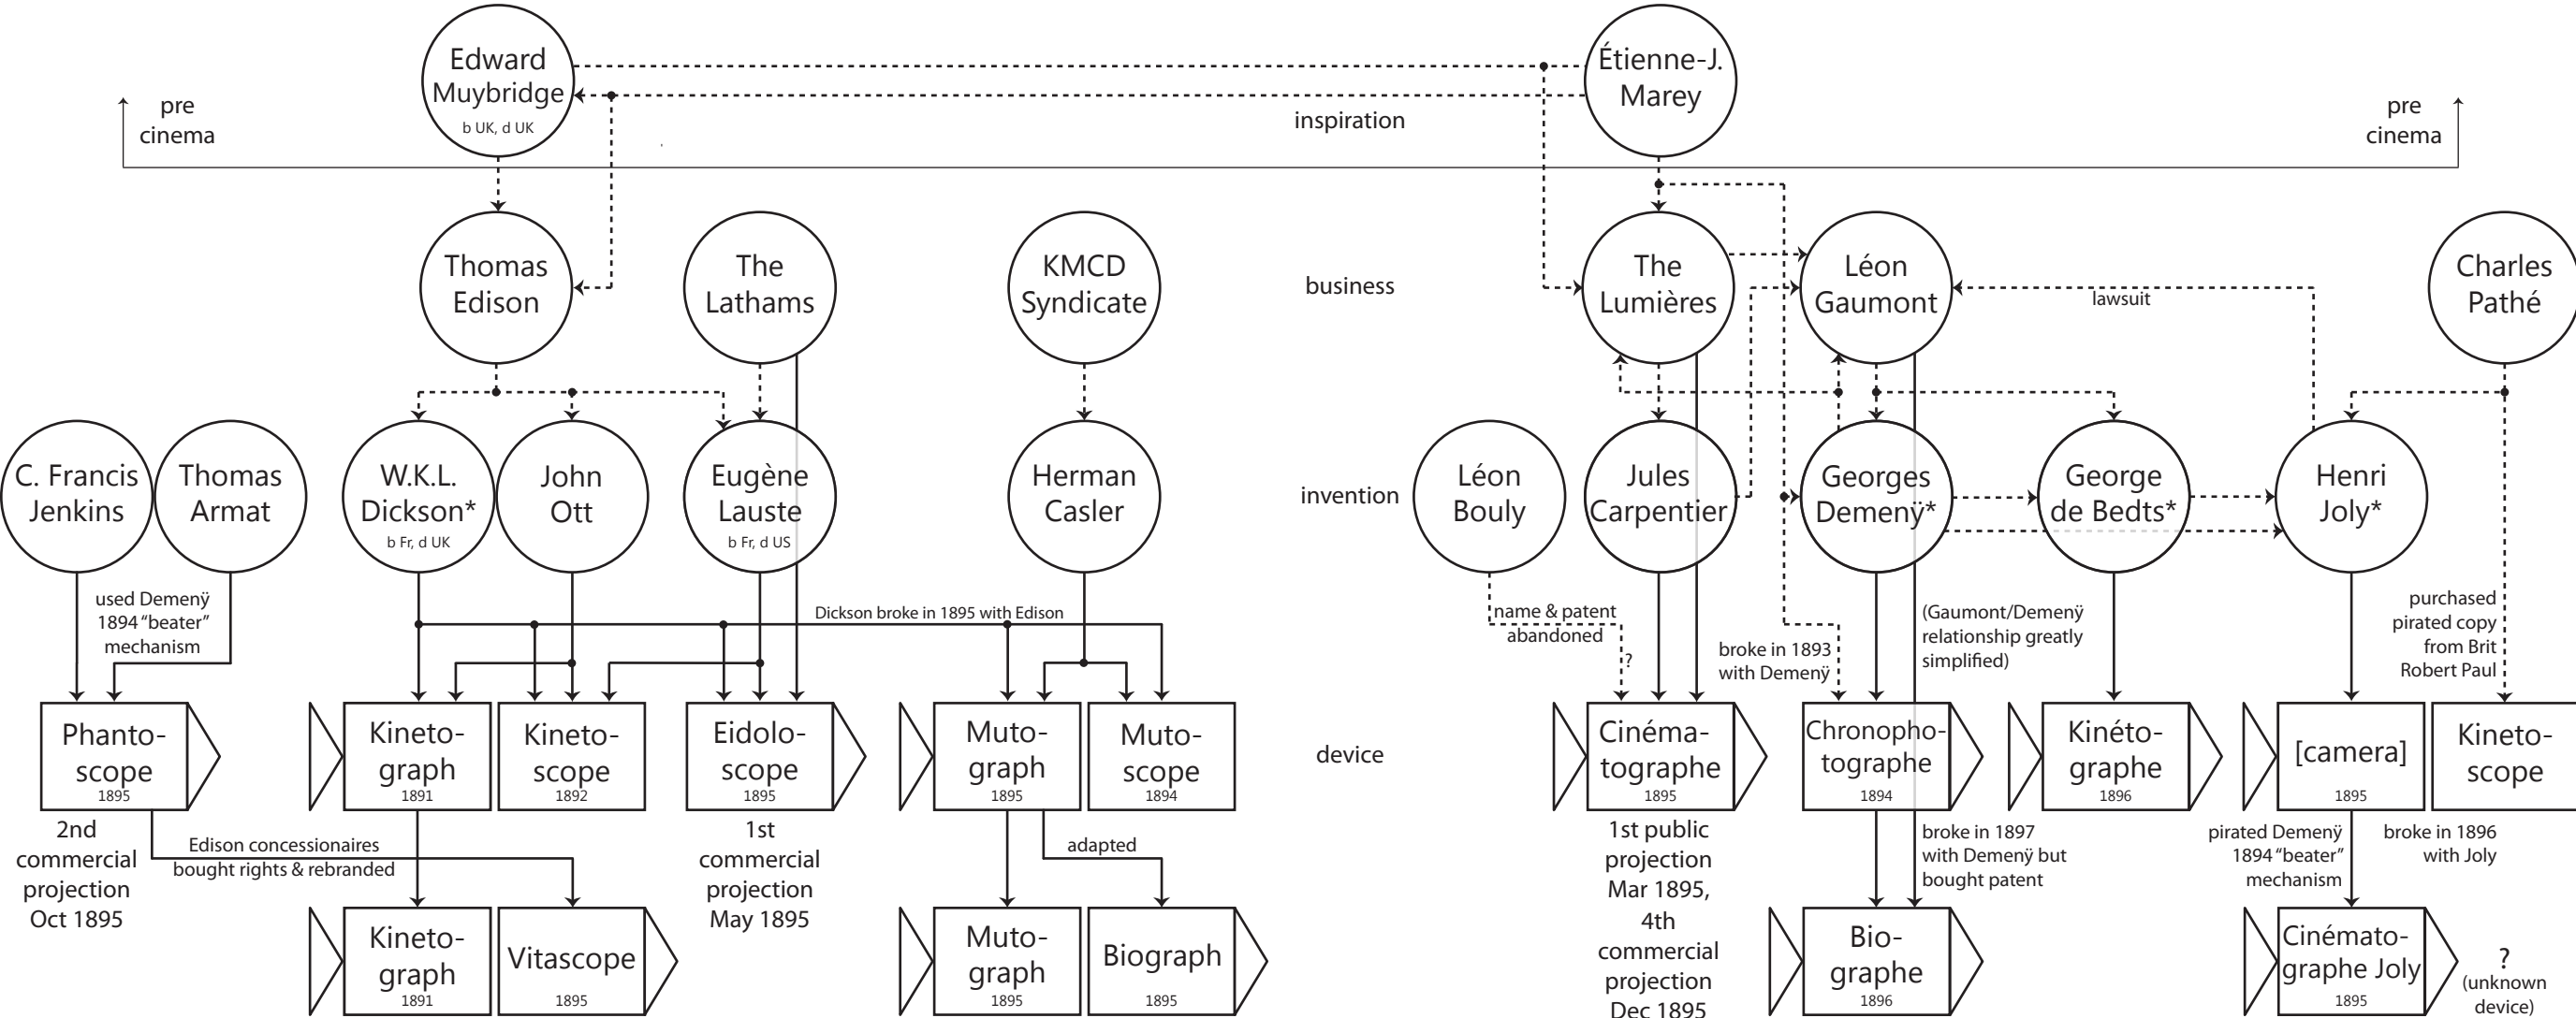 Edward
Muybridge
b UK, d UK
Étienne-J.
Marey
pre
cinema
inspiration
pre
cinema
Thomas
Edison
The
Lathams
KMCD
Syndicate
business
The
Lumières
Léon
Gaumont
lawsuit
Charles
Pathé
C. Francis
Jenkins
Thomas
Armat
W.K.L.
Dickson*
b Fr, d UK
John
Ott
Eugène
Lauste
b Fr, d US
Herman
Casler
invention
Léon
Bouly
Jules
Carpentier
Georges
Demenÿ*
George
de Bedts*
Henri
Joly*
used Demenÿ
1894 “beater”
mechanism
Dickson broke in 1895 with Edison
name & patent
abandoned
?
broke in 1893
with Demenÿ
(Gaumont/Demenÿ
relationship greatly
simplified)
purchased
pirated copy
from Brit
Robert Paul
Phanto-
scope
1895
Kineto-
graph
1891
Kineto-
scope
1892
Eidolo-
scope
1895
Muto-
graph
1895
Muto-
scope
1894
device
Cinéma-
tographe
1895
Chronopho-
tographe
1894
Kinéto-
graphe
1896
[camera]
1895
Kineto-
scope
2nd
commercial
projection
Oct 1895
Edison concessionaires
bought rights & rebranded
1st
commercial
projection
May 1895
adapted
1st public
projection
Mar 1895,
4th
commercial
projection
Dec 1895
broke in 1897
with Demenÿ but
bought patent
pirated Demenÿ
1894 “beater”
mechanism
broke in 1896
with Joly
Kineto-
graph
1891
Vitascope
1895
Muto-
graph
1895
Biograph
1895
Bio-
graphe
1896
Cinémato-
graphe Joly
1895
?
(unknown
device)